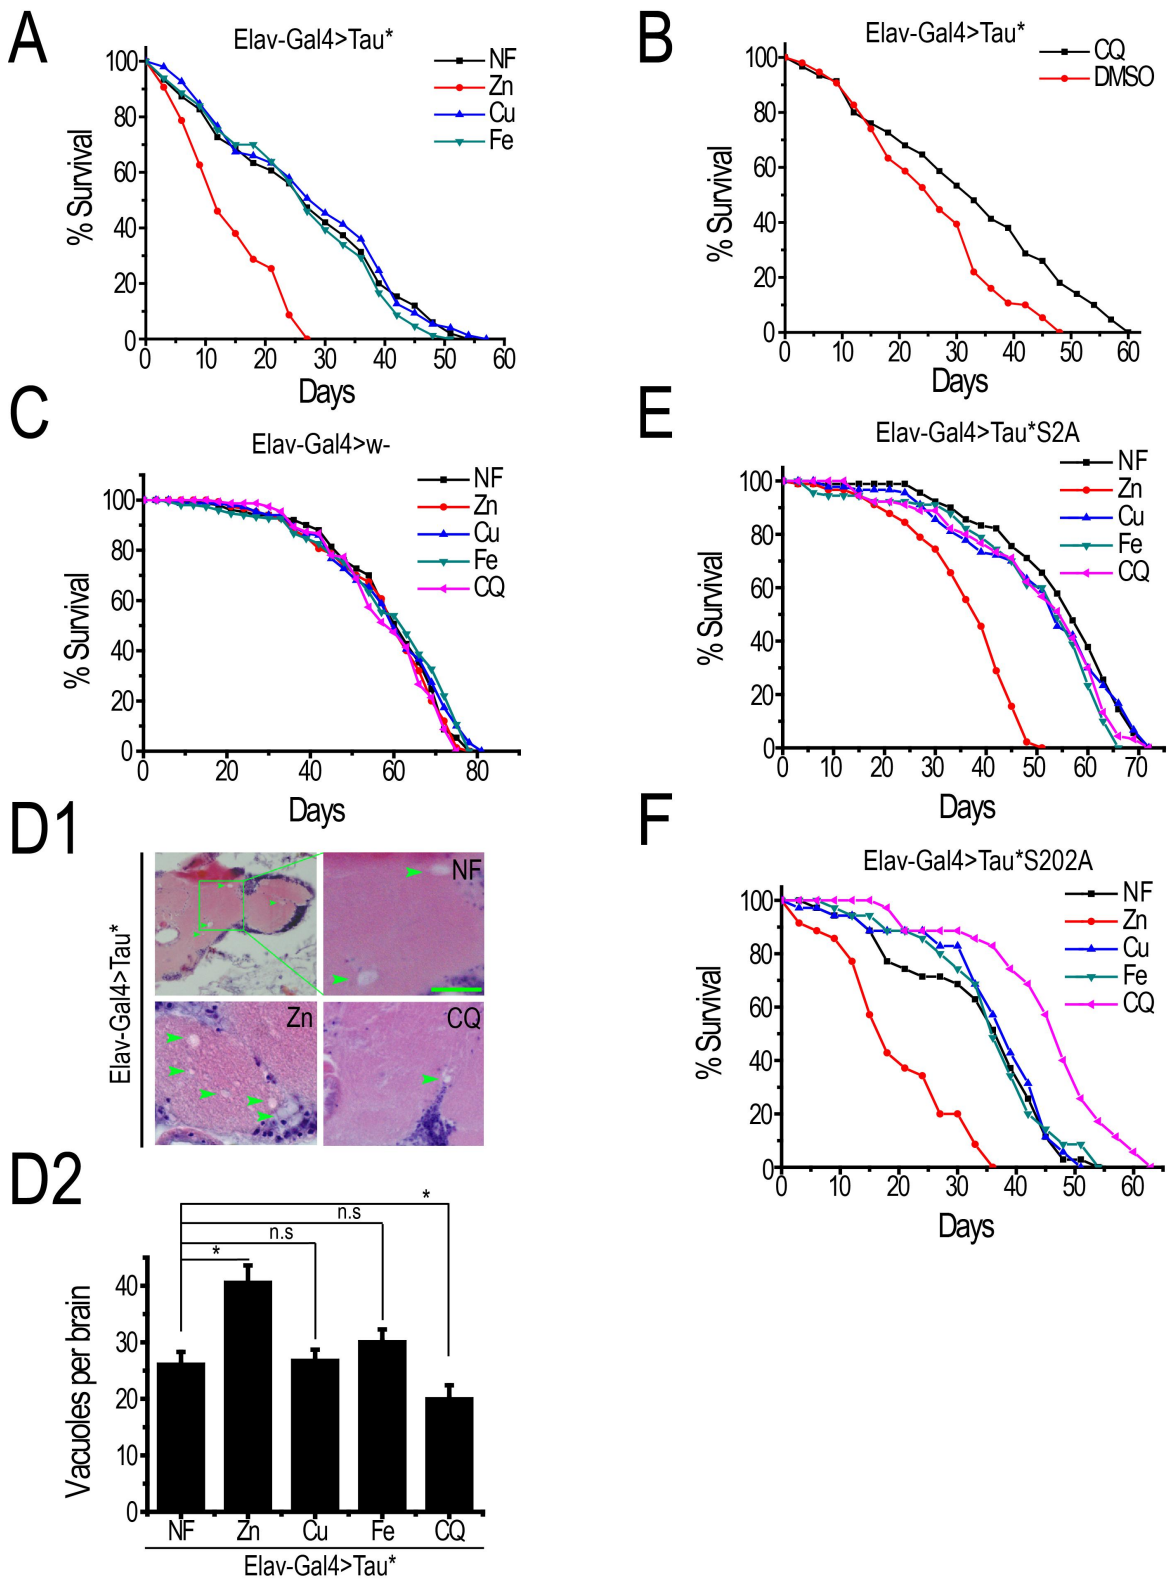 A
Elav-Gal4>Tau*
NF
Zn
Cu
Fe
% Survival
100
80
60
40
20
0
0 10 20 30 40 50 60
Days
B
Elav-Gal4>Tau*
CQ
DMSO
% Survival
100
80
60
40
20
0
0 10 20 30 40 50 60
Days
C
Elav-Gal4>w-
NF
Zn
Cu
Fe
CQ
% Survival
100
80
60
40
20
0
0 20 40 60 80
Days
E
Elav-Gal4>Tau*S2A
NF
Zn
Cu
Fe
CQ
% Survival
100
80
60
40
20
0
0 10 20 30 40 50 60 70
Days
D1
Elav-Gal4>Tau*
NF
Zn
CQ
F
Elav-Gal4>Tau*S202A
NF
Zn
Cu
Fe
CQ
% Survival
100
80
60
40
20
0
0 10 20 30 40 50 60
Days
D2
*
n.s
n.s
*
Vacuoles per brain
40
30
20
10
0
NF Zn Cu Fe CQ
Elav-Gal4>Tau*